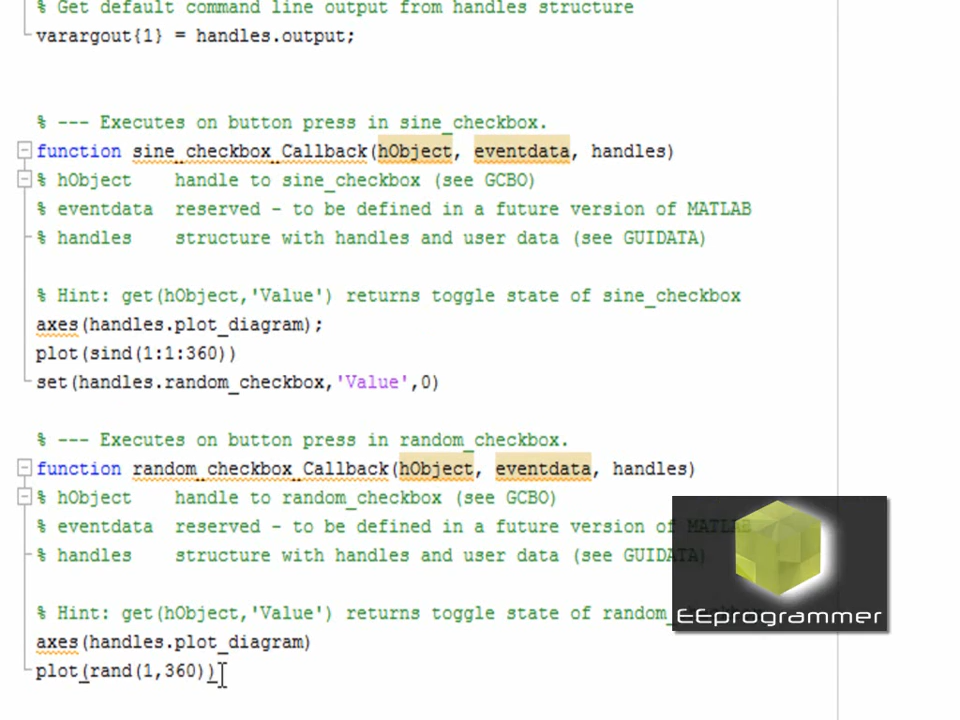 % Get default command line output from handles structure
varargout{1} = handles.output;
% --- Executes on button press in sine_checkbox.
function sine_checkbox_Callback(hObject, eventdata, handles)
% hObject    handle to sine_checkbox (see GCBO)
% eventdata  reserved - to be defined in a future version of MATLAB
% handles    structure with handles and user data (see GUIDATA)
% Hint: get(hObject,'Value') returns toggle state of sine_checkbox
axes(handles.plot_diagram);
plot(sind(1:1:360))
set(handles.random_checkbox,'Value',0)
% --- Executes on button press in random_checkbox.
function random_checkbox_Callback(hObject, eventdata, handles)
% hObject    handle to random_checkbox (see GCBO)
% eventdata  reserved - to be defined in a future version of MATLAB
% handles    structure with handles and user data (see GUIDATA)
% Hint: get(hObject,'Value') returns toggle state of
EEprogrammer
axes(handles.plot_diagram)
plot(rand(1,360))